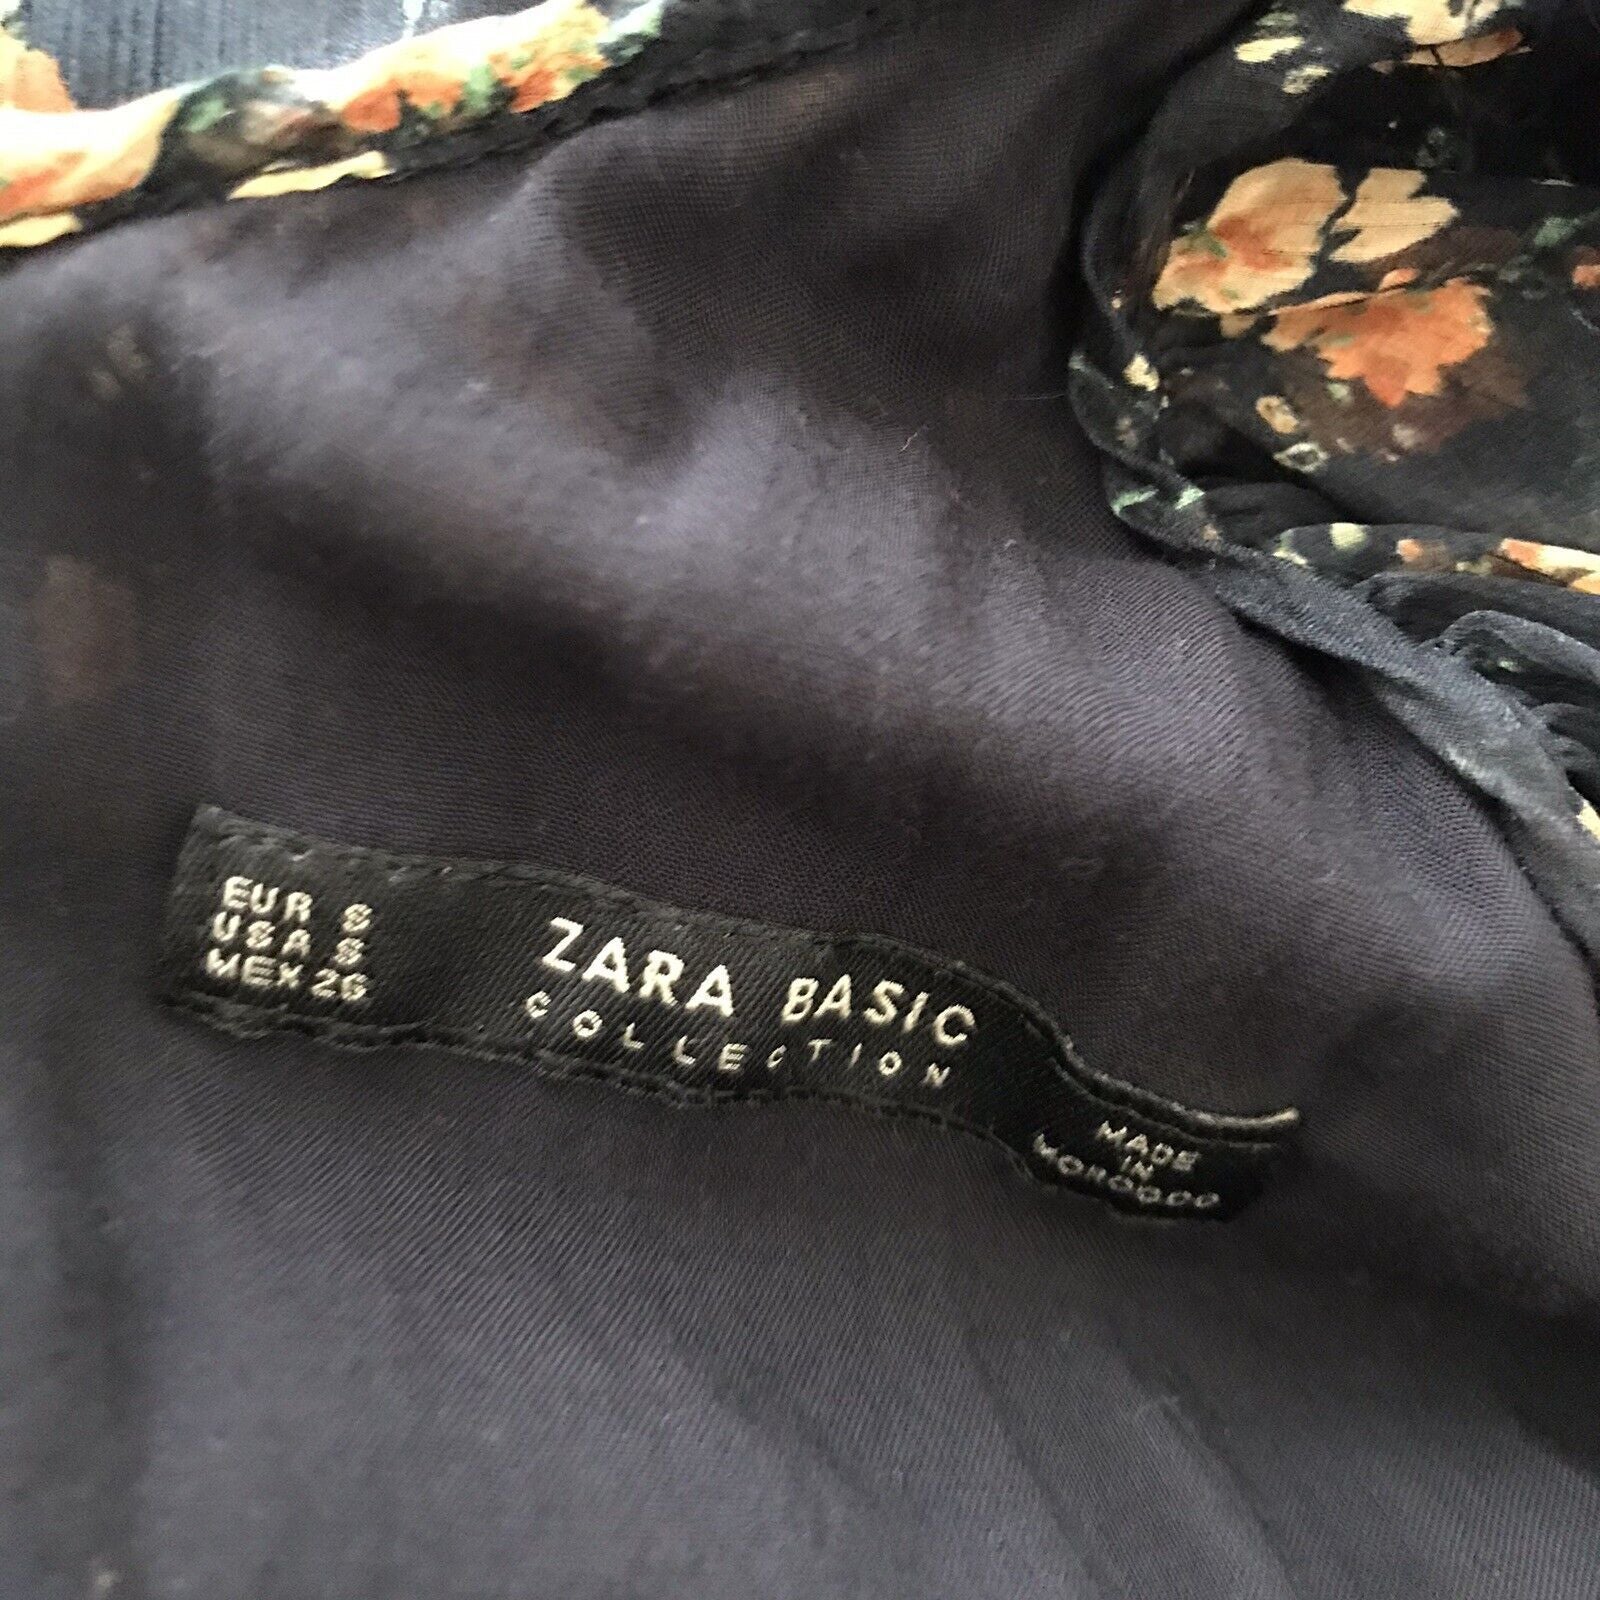 EUR S
USA S
MEX 26
ZARA BASIC
COLLECTION
MADE
IN
MOROCCO